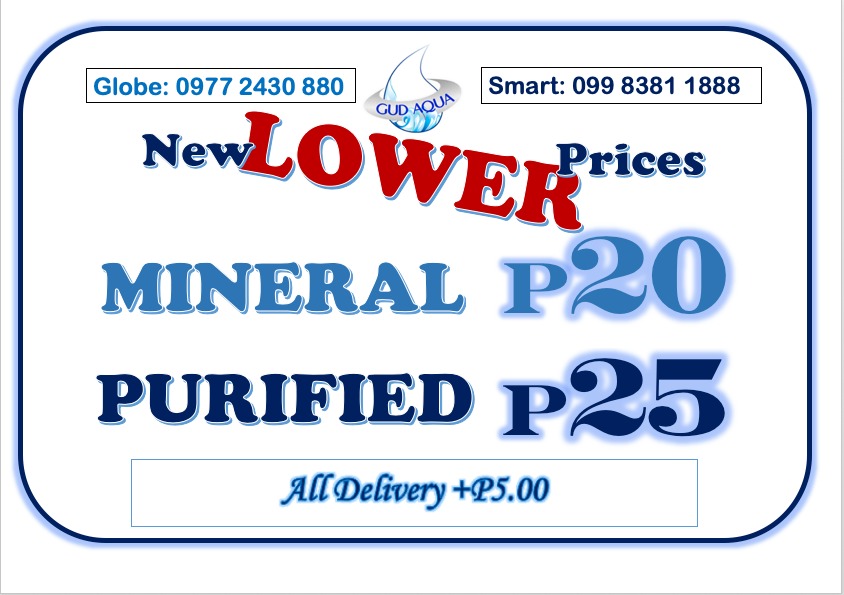 Globe: 0977 2430 880
GUD AQUA
Smart: 099 8381 1888
New LOWER Prices
MINERAL P20
PURIFIED P25
All Delivery +P5.00